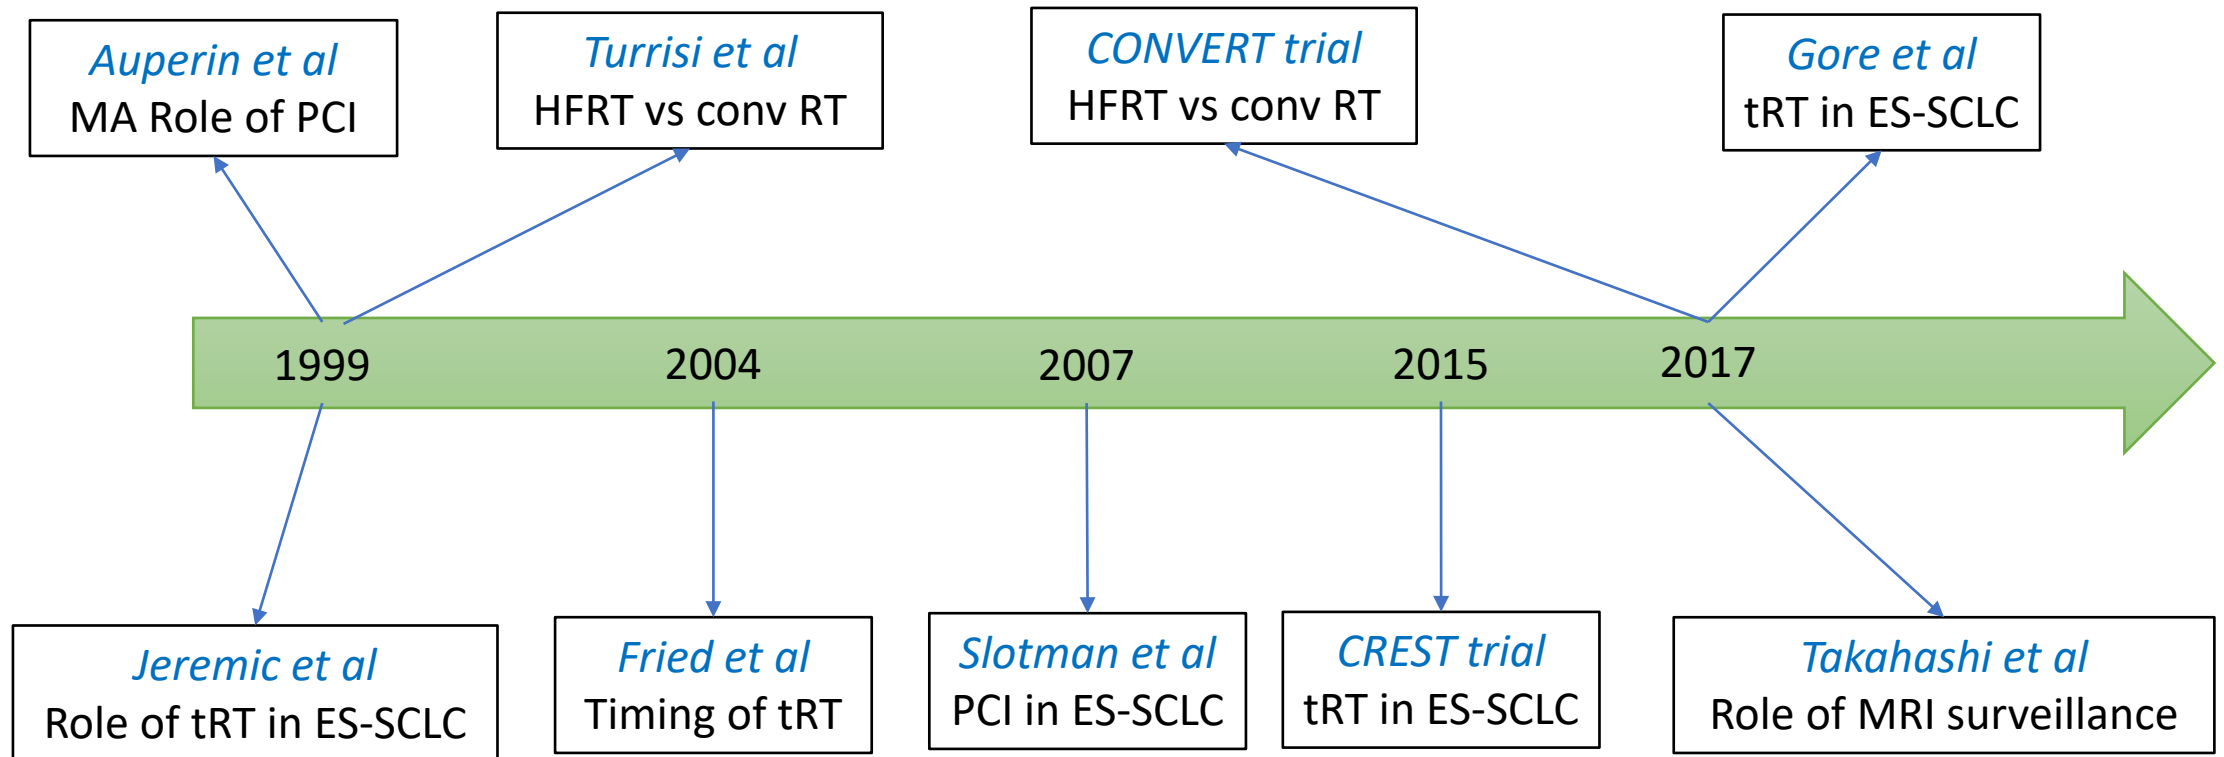 Auperin et al
MA Role of PCI
Turrisi et al
HFRT vs conv RT
CONVERT trial
HFRT vs conv RT
Gore et al
tRT in ES-SCLC
1999
2004
2007
2015
2017
Jeremic et al
Role of tRT in ES-SCLC
Fried et al
Timing of tRT
Slotman et al
PCI in ES-SCLC
CREST trial
tRT in ES-SCLC
Takahashi et al
Role of MRI surveillance